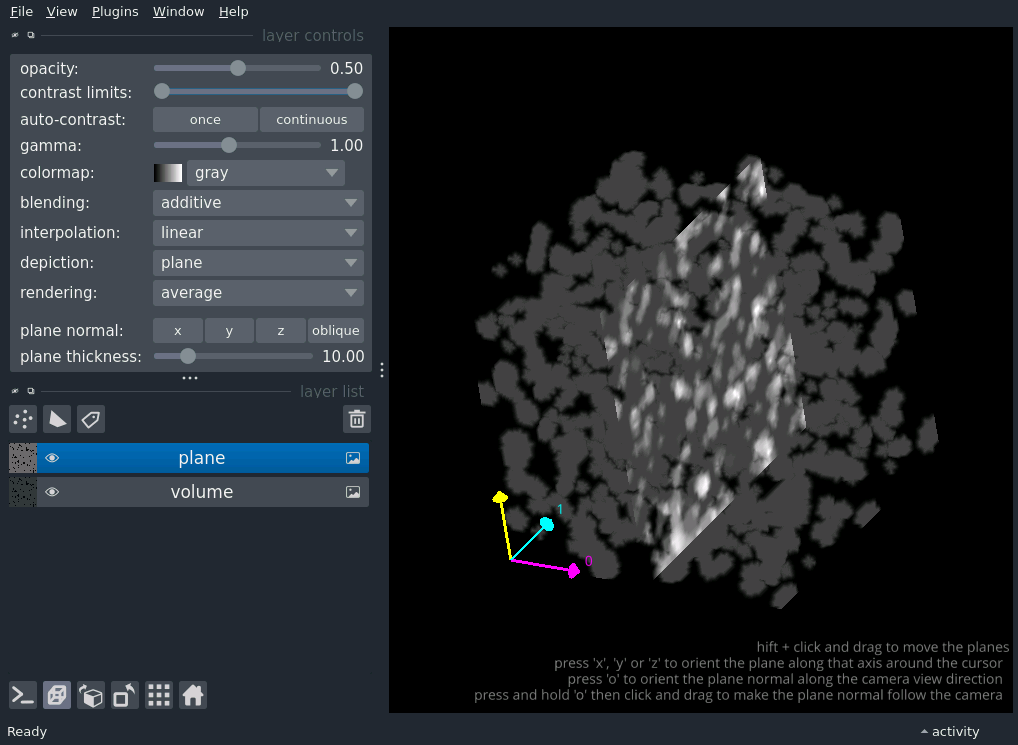 File View Plugins Window Help
layer controls
opacity: 0.50
contrast limits:
auto-contrast: once continuous
gamma: 1.00
colormap: gray
blending: additive
interpolation: linear
depiction: plane
rendering: average
plane normal: x y z oblique
plane thickness: 10.00
layer list
plane
volume
1
0
hift + click and drag to move the planes
press 'x', 'y' or 'z' to orient the plane along that axis around the cursor
press 'o' to orient the plane normal along the camera view direction
press and hold 'o' then click and drag to make the plane normal follow the camera
Ready activity